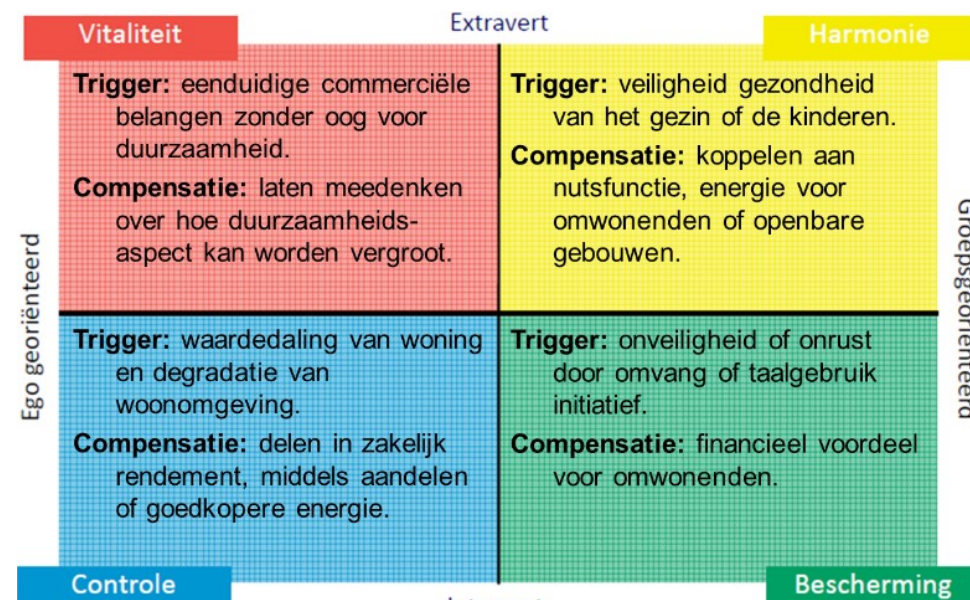 Vitaliteit
Extravert
Harmonie
Trigger: eenduidige commerciële
belangen zonder oog voor
duurzaamheid.
Compensatie: laten meedenken
over hoe duurzaamheids-
aspect kan worden vergroot.
Trigger: veiligheid gezondheid
van het gezin of de kinderen.
Compensatie: koppelen aan
nutsfunctie, energie voor
omwonenden of openbare
gebouwen.
Ego georiënteerd
Groepsgeoriënteerd
Trigger: waardedaling van woning
en degradatie van
woonomgeving.
Compensatie: delen in zakelijk
rendement, middels aandelen
of goedkopere energie.
Trigger: onveiligheid of onrust
door omvang of taalgebruik
initiatief.
Compensatie: financieel voordeel
voor omwonenden.
Controle
Bescherming